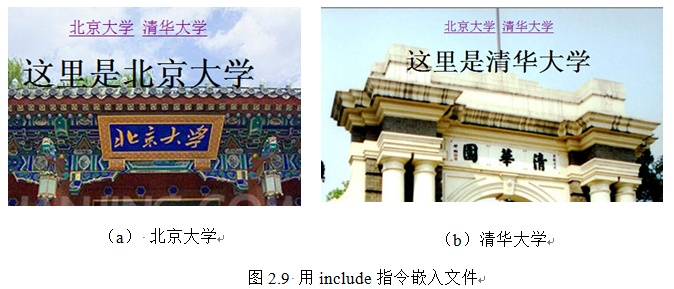 北京大学 清华大学
这里是北京大学
北京大学
北京大学 清华大学
这里是清华大学
清華園
(a) 北京大学
(b) 清华大学
图 2.9 用 include 指令嵌入文件